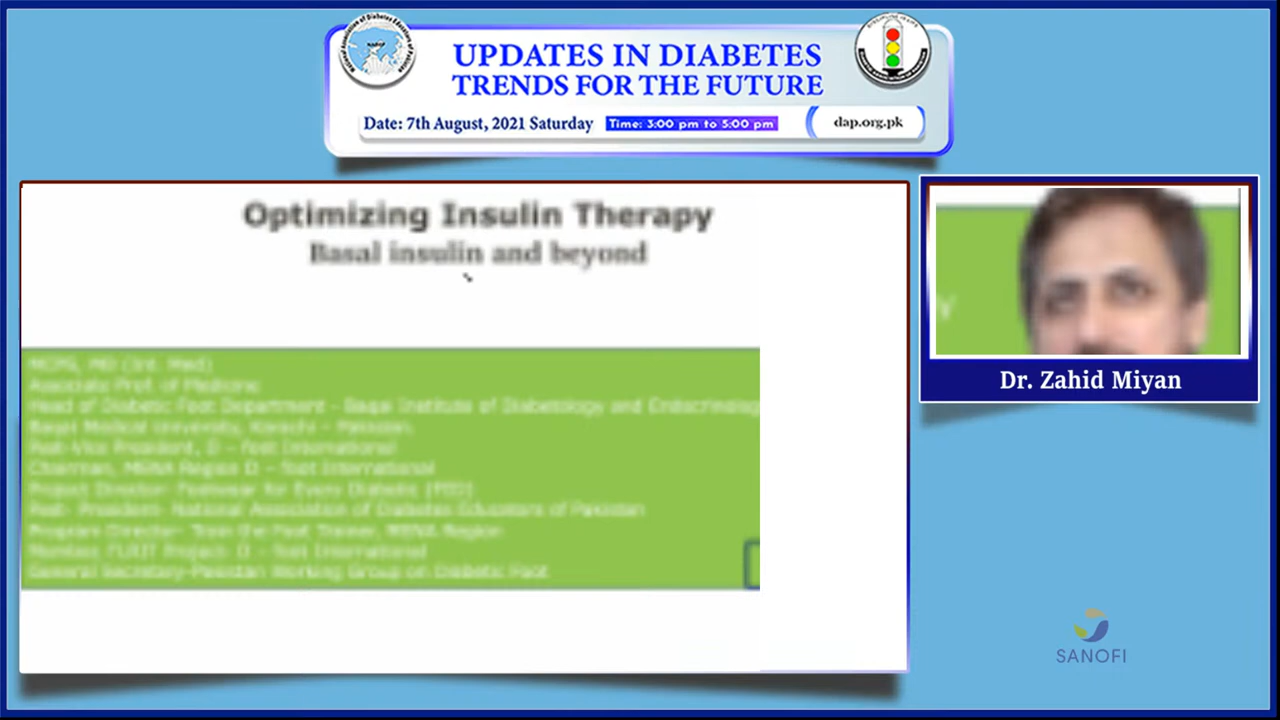 UPDATES IN DIABETES
TRENDS FOR THE FUTURE
Date: 7th August, 2021 Saturday Time: 3:00 pm to 5:00 pm dap.org.pk
Optimizing Insulin Therapy
Basal insulin and beyond
MCPS, MD (Int. Med)
Associate Prof. of Medicine
Head of Diabetic Foot Department - Baqai Institute of Diabetology and Endocrinology
Baqai Medical University, Karachi - Pakistan
Past-Vice President, D - foot International
Chairman, MENA Region D - foot International
Project Director- Footwear for Every Diabetic
Past- President- National Association of Diabetes Educators of Pakistan
Program Director- Train the Foot Trainer, MENA Region
Project D - foot International
General Secretary-Pakistan Working Group on Diabetic Foot
Dr. Zahid Miyan
SANOFI